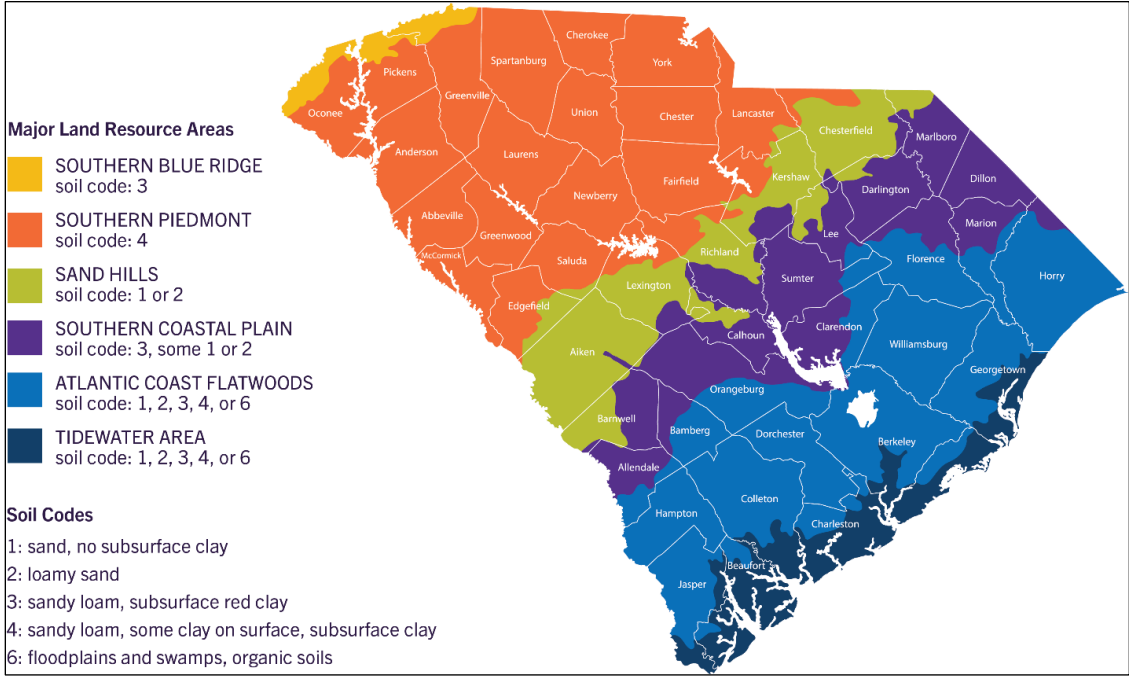 Major Land Resource Areas
SOUTHERN BLUE RIDGE
soil code: 3
SOUTHERN PIEDMONT
soil code: 4
SAND HILLS
soil code: 1 or 2
SOUTHERN COASTAL PLAIN
soil code: 3, some 1 or 2
ATLANTIC COAST FLATWOODS
soil code: 1, 2, 3, 4, or 6
TIDEWATER AREA
soil code: 1, 2, 3, 4, or 6
Soil Codes
1: sand, no subsurface clay
2: loamy sand
3: sandy loam, subsurface red clay
4: sandy loam, some clay on surface, subsurface clay
6: floodplains and swamps, organic soils
Cherokee
York
Spartanburg
Pickens
Greenville
Oconee
Union
Chester
Lancaster
Chesterfield
Marlboro
Anderson
Laurens
Kershaw
Dillon
Fairfield
Darlington
Newberry
Abbeville
Marion
Greenwood
Lee
McCormick
Saluda
Richland
Florence
Horry
Sumter
Lexington
Edgefield
Clarendon
Calhoun
Williamsburg
Aiken
Georgetown
Orangeburg
Barnwell
Bamberg
Dorchester
Berkeley
Allendale
Colleton
Hampton
Charleston
Beaufort
Jasper